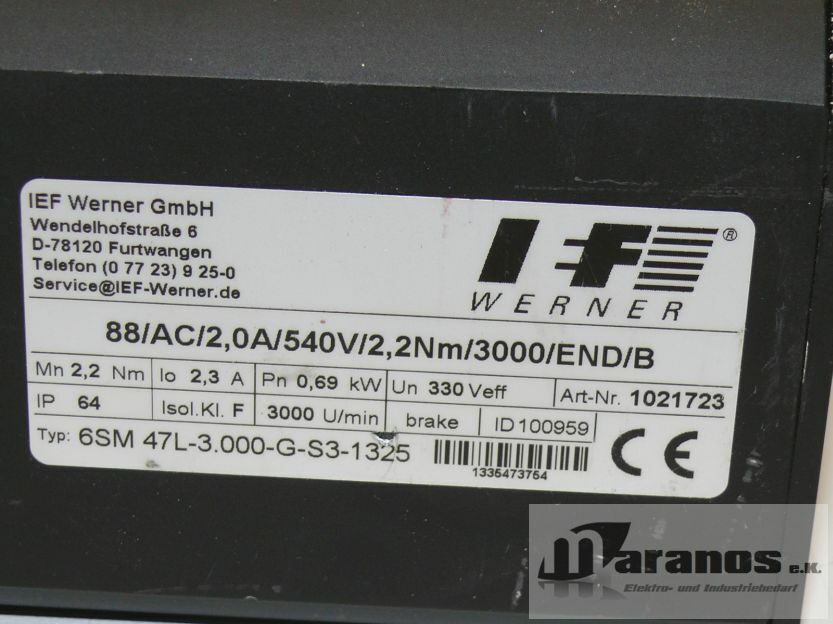 IEF Werner GmbH
Wendelhofstraße 6
D-78120 Furtwangen
Telefon (0 77 23) 9 25-0
Service@IEF-Werner.de
IEF ®
WERNER
88/AC/2,0A/540V/2,2Nm/3000/END/B
Mn 2,2 Nm Io 2,3 A Pn 0,69 kW Un 330 Veff Art-Nr. 1021723
IP 64 Isol.Kl. F 3000 U/min brake ID 100959
Typ: 6SM 47L-3.000-G-S3-1325
1335473754
CE
Maranos e.K.
Elektro- und Industriebedarf